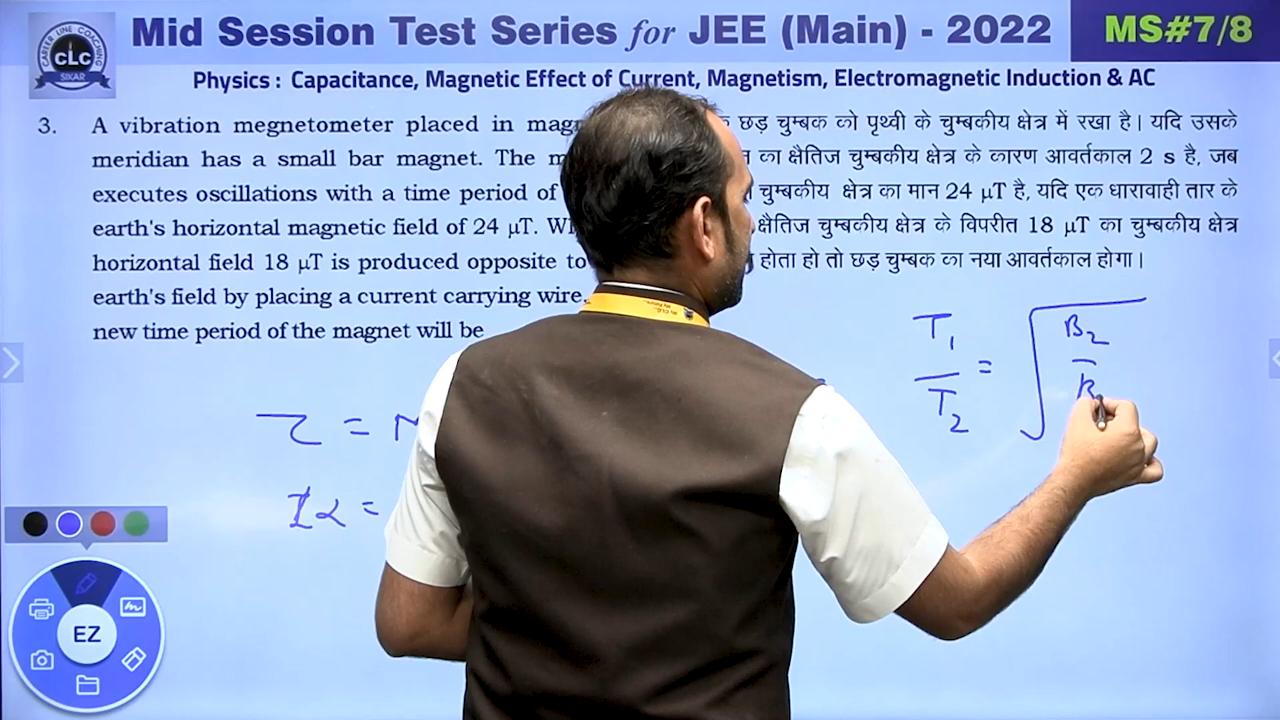 Mid Session Test Series for JEE (Main) - 2022
MS#7/8
CAREER LINE COACHING
CLC
SIKAR
Physics : Capacitance, Magnetic Effect of Current, Magnetism, Electromagnetic Induction & AC
3. A vibration megnetometer placed in mag
meridian has a small bar magnet. The m
executes oscillations with a time period of
earth's horizontal magnetic field of 24 μT. W
horizontal field 18 μT is produced opposite to
earth's field by placing a current carrying wire,
new time period of the magnet will be
छड़ चुम्बक को पृथ्वी के चुम्बकीय क्षेत्र में रखा है। यदि उसके
का क्षैतिज चुम्बकीय क्षेत्र के कारण आवर्तकाल 2 s है, जब
चुम्बकीय क्षेत्र का मान 24 μT है, यदि एक धारावाही तार के
क्षैतिज चुम्बकीय क्षेत्र के विपरीत 18 μT का चुम्बकीय क्षेत्र
होता हो तो छड़ चुम्बक का नया आवर्तकाल होगा।
T₁/T₂ = √(B₂/B
τ = M
Iα =
EZ